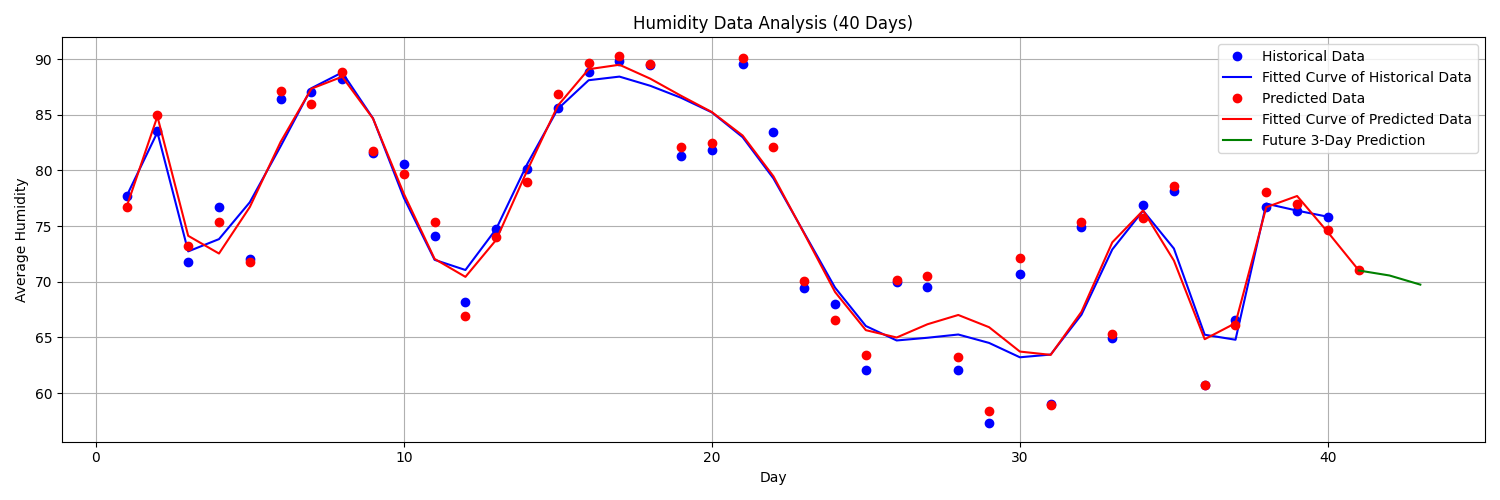 Humidity Data Analysis (40 Days)
Historical Data
Fitted Curve of Historical Data
Predicted Data
Fitted Curve of Predicted Data
Future 3-Day Prediction
Average Humidity
90
85
80
75
70
65
60
0 10 20 30 40
Day